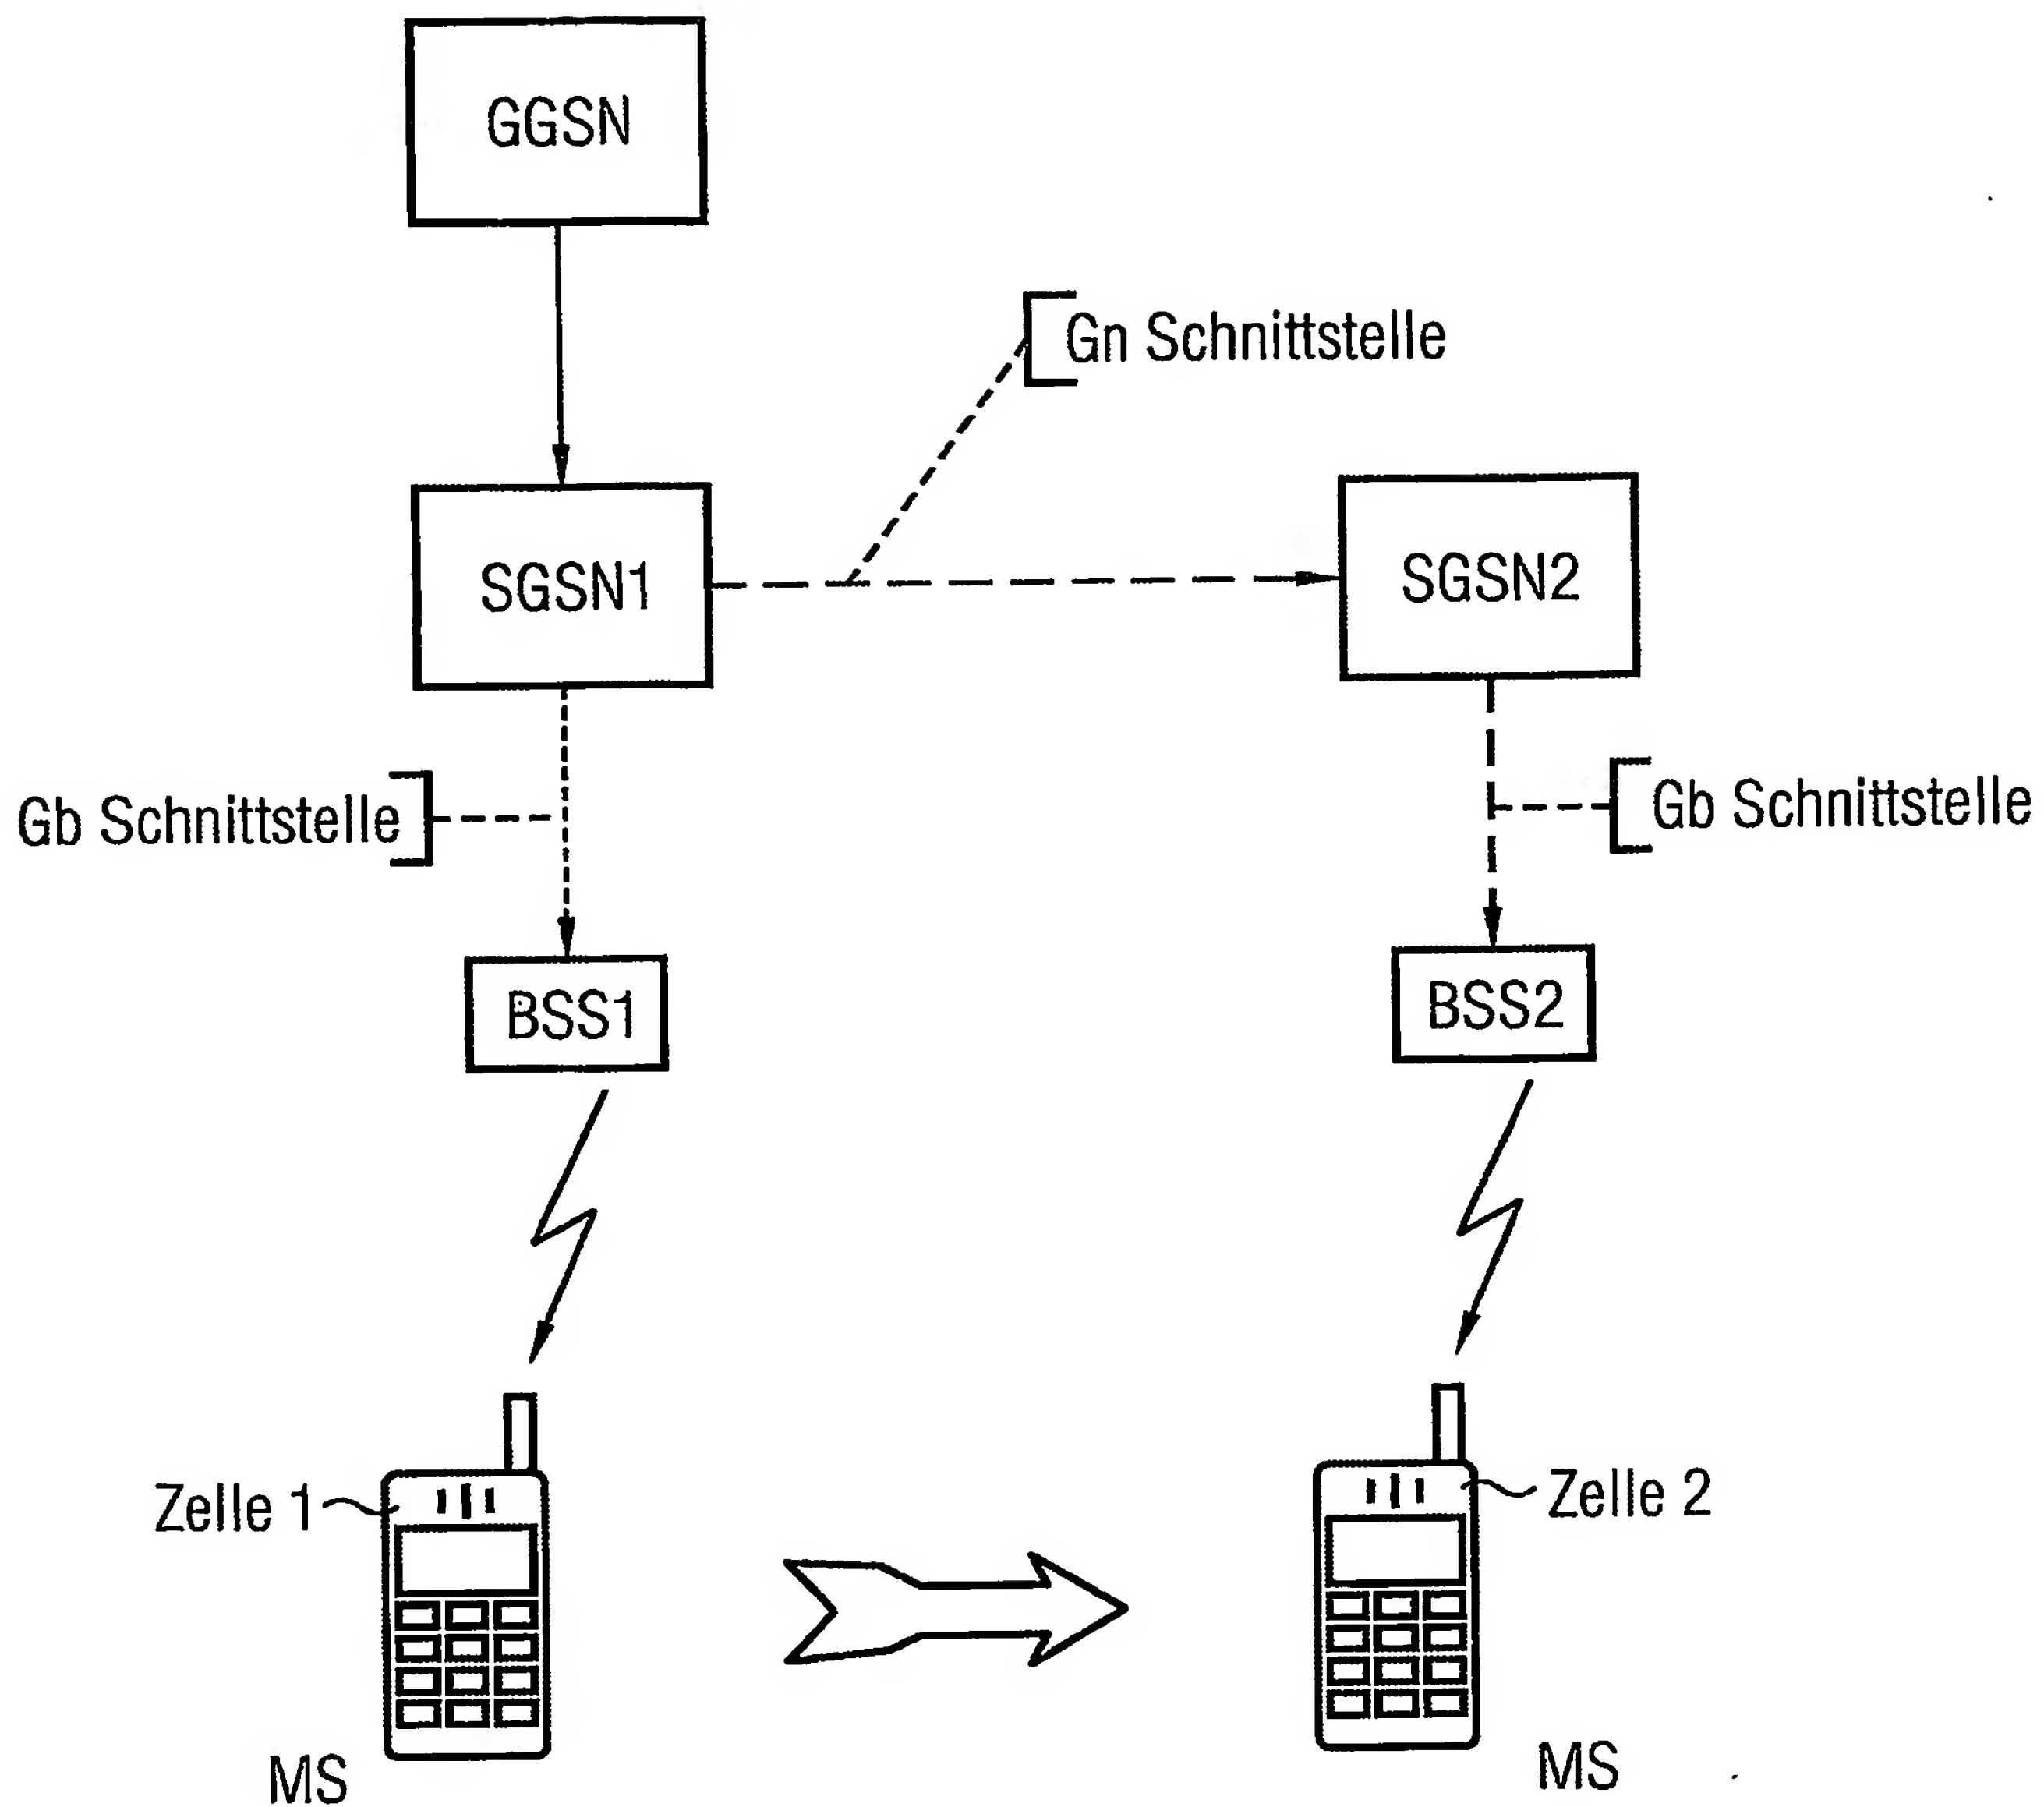 GGSN
Gn Schnittstelle
SGSN1
SGSN2
Gb Schnittstelle
Gb Schnittstelle
BSS1
BSS2
Zelle 1
Zelle 2
MS
MS